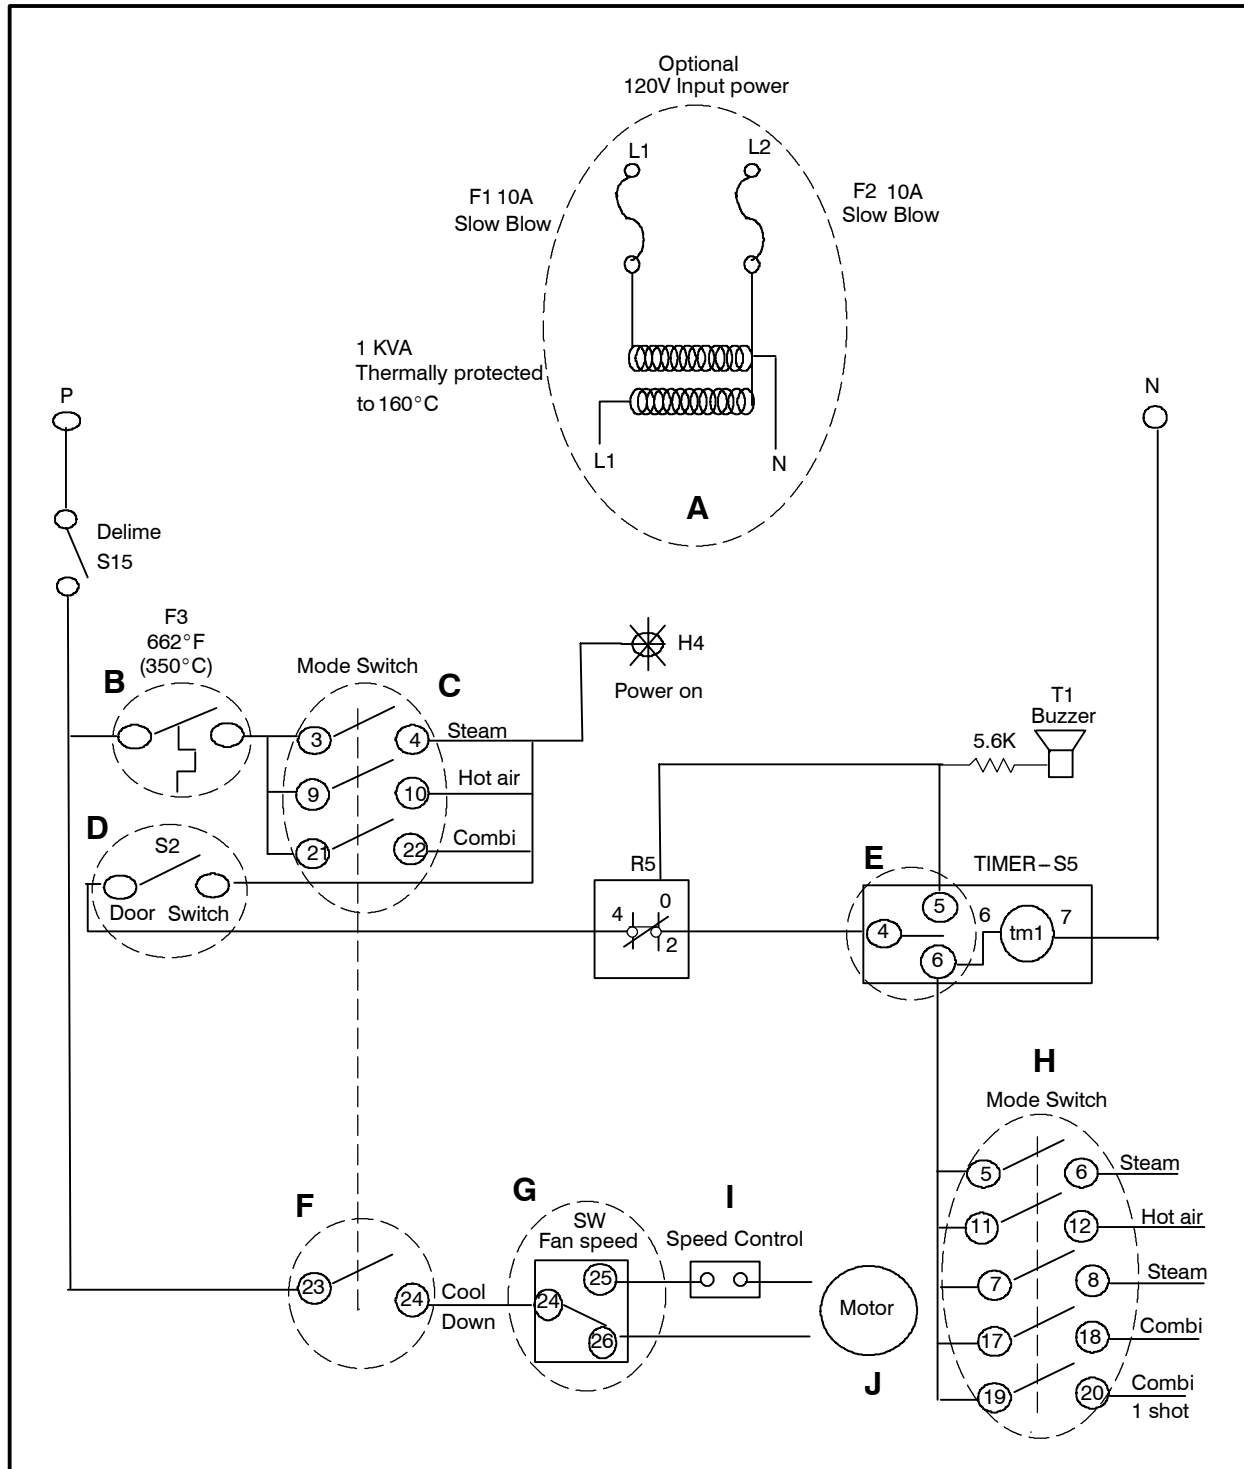 Optional
120V Input power
L1
L2
F1 10A
Slow Blow
F2 10A
Slow Blow
1 KVA
Thermally protected
to 160°C
L1
N
A
P
N
Delime
S15
F3
662°F
(350°C)
B
Mode Switch
C
H4
Power on
3
4
Steam
9
10
Hot air
21
22
Combi
T1
Buzzer
5.6K
D
S2
Door Switch
R5
4
0
2
E
TIMER-S5
4
5
6
6
tm1
7
H
Mode Switch
5
6
Steam
11
12
Hot air
7
8
Steam
17
18
Combi
19
20
Combi
1 shot
F
23
24
Cool
Down
G
SW
Fan speed
24
25
26
I
Speed Control
Motor
J